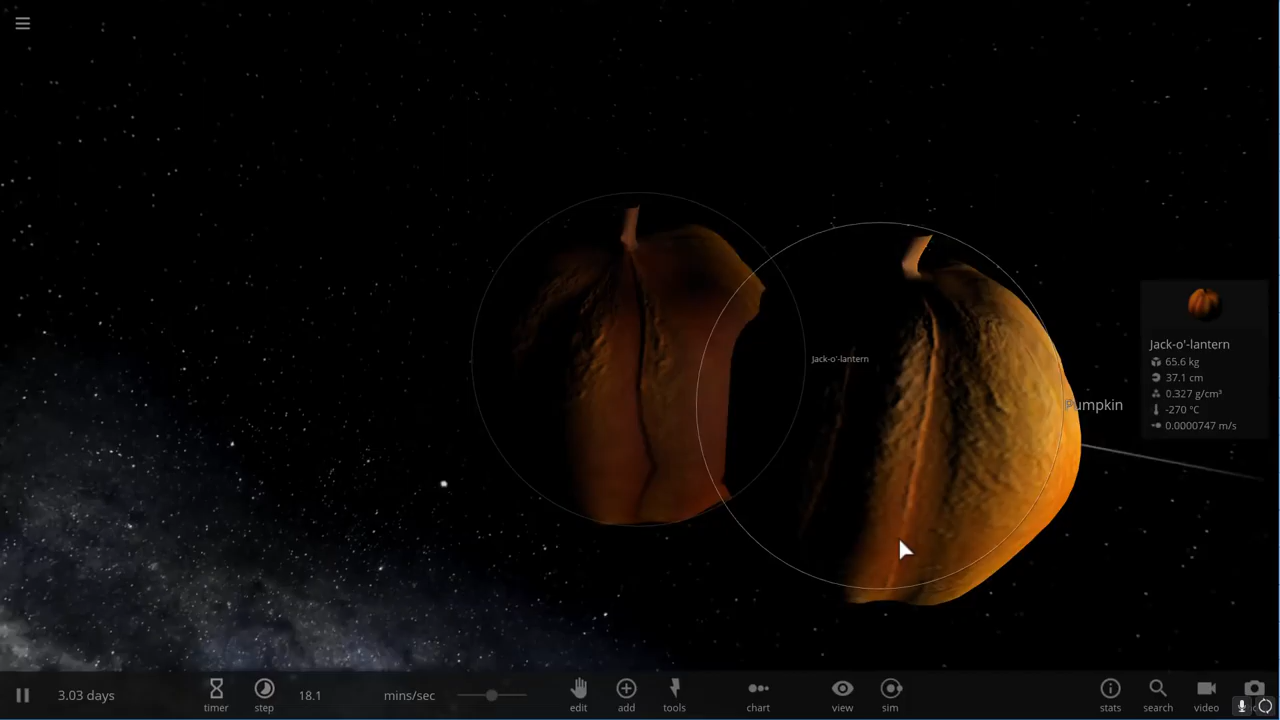 Jack-o'-lantern
Pumpkin
Jack-o'-lantern
65.6 kg
37.1 cm
0.327 g/cm³
-270 °C
0.0000747 m/s
3.03 days
timer
step
18.1
mins/sec
edit
add
tools
chart
view
sim
stats
search
video